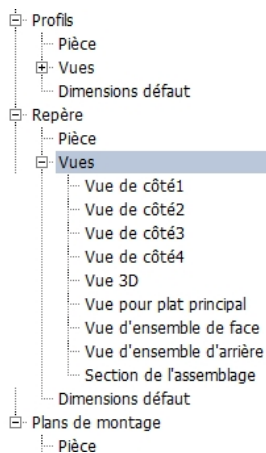 Profils
Pièce
Vues
Dimensions défaut
Repère
Pièce
Vues
Vue de côté1
Vue de côté2
Vue de côté3
Vue de côté4
Vue 3D
Vue pour plat principal
Vue d'ensemble de face
Vue d'ensemble d'arrière
Section de l'assemblage
Dimensions défaut
Plans de montage
Pièce